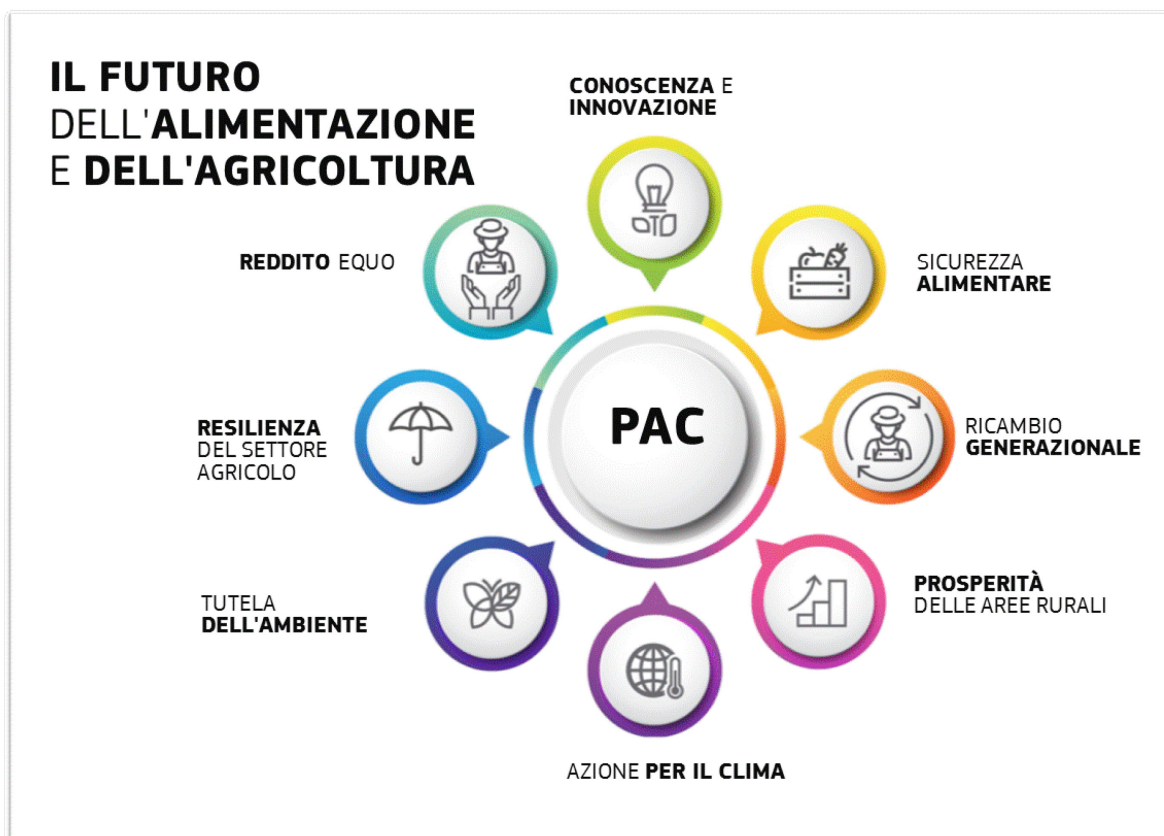 IL FUTURO
DELL'ALIMENTAZIONE
E DELL'AGRICOLTURA
CONOSCENZA E
INNOVAZIONE
REDDITO EQUO
SICUREZZA
ALIMENTARE
PAC
RESILIENZA
DEL SETTORE
AGRICOLO
RICAMBIO
GENERAZIONALE
TUTELA
DELL'AMBIENTE
PROSPERITÀ
DELLE AREE RURALI
AZIONE PER IL CLIMA